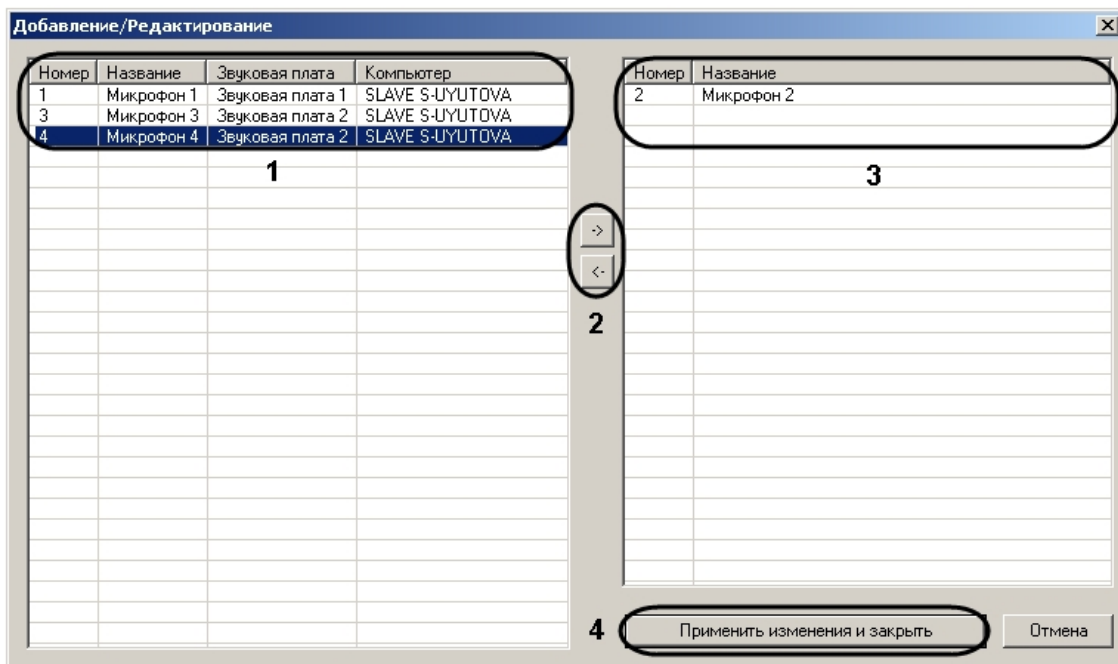 Добавление/Редактирование
Номер Название Звуковая плата Компьютер
1 Микрофон 1 Звуковая плата 1 SLAVE S-UYUTOVA
3 Микрофон 3 Звуковая плата 2 SLAVE S-UYUTOVA
4 Микрофон 4 Звуковая плата 2 SLAVE S-UYUTOVA
1
->
<-
2
Номер Название
2 Микрофон 2
3
4
Применить изменения и закрыть Отмена